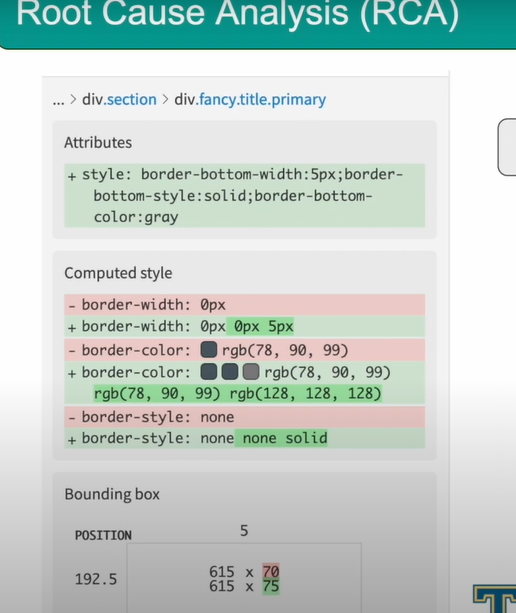 Root Cause Analysis (RCA)
... > div.section > div.fancy.title.primary
Attributes
+ style: border-bottom-width:5px;border-
bottom-style:solid;border-bottom-
color:gray
Computed style
- border-width: 0px
+ border-width: 0px 0px 5px
- border-color: rgb(78, 90, 99)
+ border-color: rgb(78, 90, 99)
rgb(78, 90, 99) rgb(128, 128, 128)
- border-style: none
+ border-style: none none solid
Bounding box
5
POSITION
615 x 70
192.5
615 x 75
T